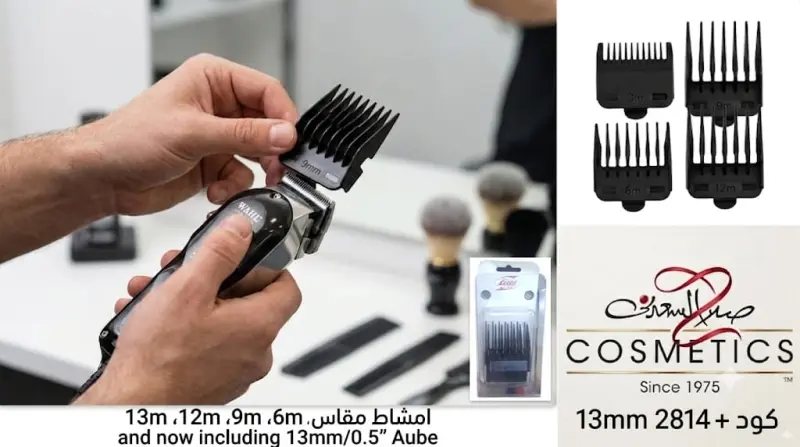 9mm
WAHL
3m
9m
6m
12m
COSMETICS
TM
Since 1975
كود + 2814 13mm
امشاط مقاس. 6m، 9m، 12m، 13m
and now including 13mm/0.5” Aube